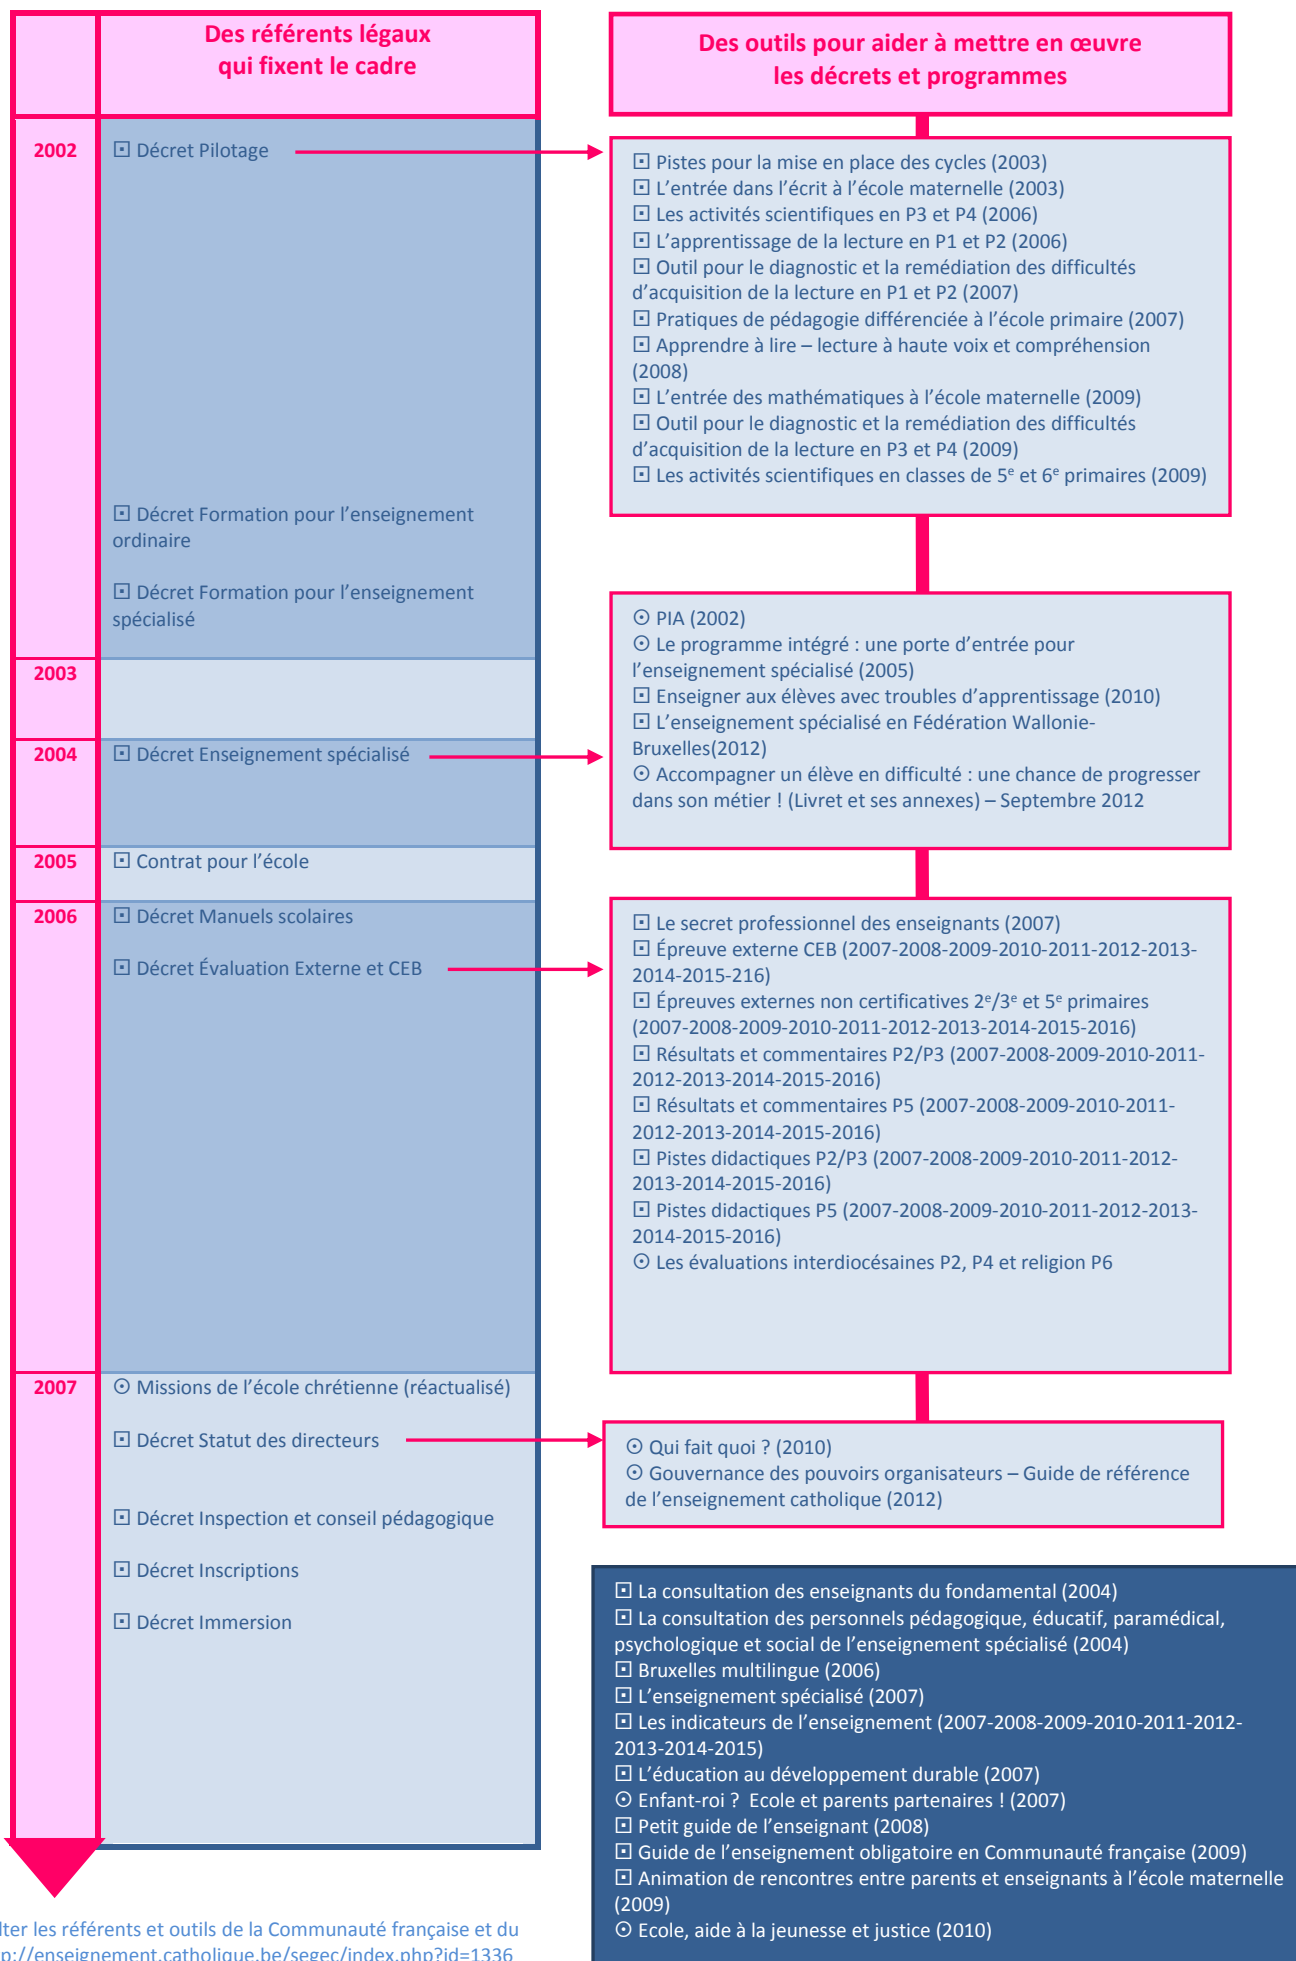 Des référents légaux
qui fixent le cadre
2002
⊡ Décret Pilotage
⊡ Décret Formation pour l'enseignement
ordinaire
⊡ Décret Formation pour l'enseignement
spécialisé
2003
2004
⊡ Décret Enseignement spécialisé
2005
⊡ Contrat pour l'école
2006
⊡ Décret Manuels scolaires
⊡ Décret Évaluation Externe et CEB
2007
⊙ Missions de l'école chrétienne (réactualisé)
⊡ Décret Statut des directeurs
⊡ Décret Inspection et conseil pédagogique
⊡ Décret Inscriptions
⊡ Décret Immersion
Des outils pour aider à mettre en œuvre
les décrets et programmes
⊡ Pistes pour la mise en place des cycles (2003)
⊡ L'entrée dans l'écrit à l'école maternelle (2003)
⊡ Les activités scientifiques en P3 et P4 (2006)
⊡ L'apprentissage de la lecture en P1 et P2 (2006)
⊡ Outil pour le diagnostic et la remédiation des difficultés
d'acquisition de la lecture en P1 et P2 (2007)
⊡ Pratiques de pédagogie différenciée à l'école primaire (2007)
⊡ Apprendre à lire – lecture à haute voix et compréhension
(2008)
⊡ L'entrée des mathématiques à l'école maternelle (2009)
⊡ Outil pour le diagnostic et la remédiation des difficultés
d'acquisition de la lecture en P3 et P4 (2009)
⊡ Les activités scientifiques en classes de 5e et 6e primaires (2009)
⊙ PIA (2002)
⊙ Le programme intégré : une porte d'entrée pour
l'enseignement spécialisé (2005)
⊡ Enseigner aux élèves avec troubles d'apprentissage (2010)
⊡ L'enseignement spécialisé en Fédération Wallonie-
Bruxelles(2012)
⊙ Accompagner un élève en difficulté : une chance de progresser
dans son métier ! (Livret et ses annexes) – Septembre 2012
⊡ Le secret professionnel des enseignants (2007)
⊡ Épreuve externe CEB (2007-2008-2009-2010-2011-2012-2013-
2014-2015-216)
⊡ Épreuves externes non certificatives 2e/3e et 5e primaires
(2007-2008-2009-2010-2011-2012-2013-2014-2015-2016)
⊡ Résultats et commentaires P2/P3 (2007-2008-2009-2010-2011-
2012-2013-2014-2015-2016)
⊡ Résultats et commentaires P5 (2007-2008-2009-2010-2011-
2012-2013-2014-2015-2016)
⊡ Pistes didactiques P2/P3 (2007-2008-2009-2010-2011-2012-
2013-2014-2015-2016)
⊡ Pistes didactiques P5 (2007-2008-2009-2010-2011-2012-2013-
2014-2015-2016)
⊙ Les évaluations interdiocésaines P2, P4 et religion P6
⊙ Qui fait quoi ? (2010)
⊙ Gouvernance des pouvoirs organisateurs – Guide de référence
de l'enseignement catholique (2012)
⊡ La consultation des enseignants du fondamental (2004)
⊡ La consultation des personnels pédagogique, éducatif, paramédical,
psychologique et social de l'enseignement spécialisé (2004)
⊡ Bruxelles multilingue (2006)
⊡ L'enseignement spécialisé (2007)
⊡ Les indicateurs de l'enseignement (2007-2008-2009-2010-2011-2012-
2013-2014-2015)
⊡ L'éducation au développement durable (2007)
⊙ Enfant-roi ? Ecole et parents partenaires ! (2007)
⊡ Petit guide de l'enseignant (2008)
⊡ Guide de l'enseignement obligatoire en Communauté française (2009)
⊡ Animation de rencontres entre parents et enseignants à l'école maternelle
(2009)
⊙ Ecole, aide à la jeunesse et justice (2010)
lter les référents et outils de la Communauté française et du
p://enseignement.catholique.be/segec/index.php?id=1336